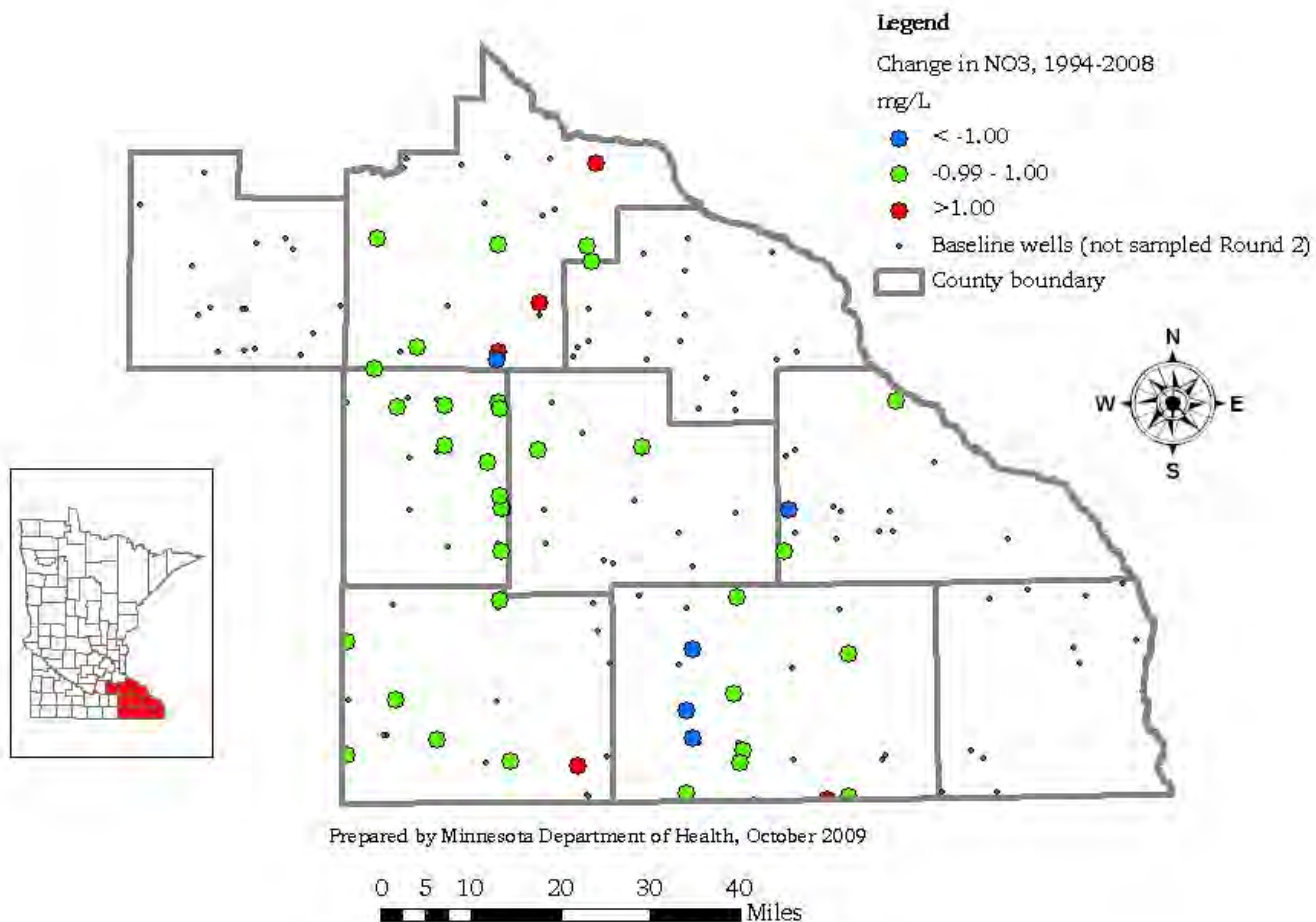 Legend
Change in NO3, 1994-2008
mg/L
< -1.00
-0.99 - 1.00
>1.00
Baseline wells (not sampled Round 2)
County boundary
N
W E
S
Prepared by Minnesota Department of Health, October 2009
0 5 10 20 30 40
Miles